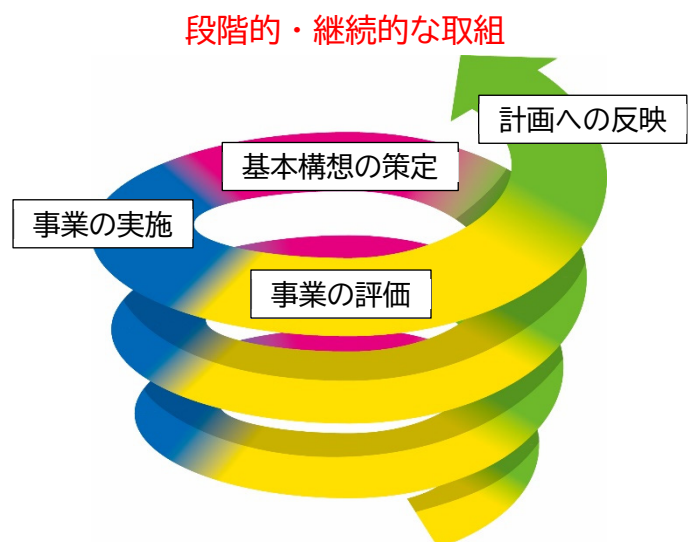 段階的・継続的な取組
計画への反映
基本構想の策定
事業の実施
事業の評価